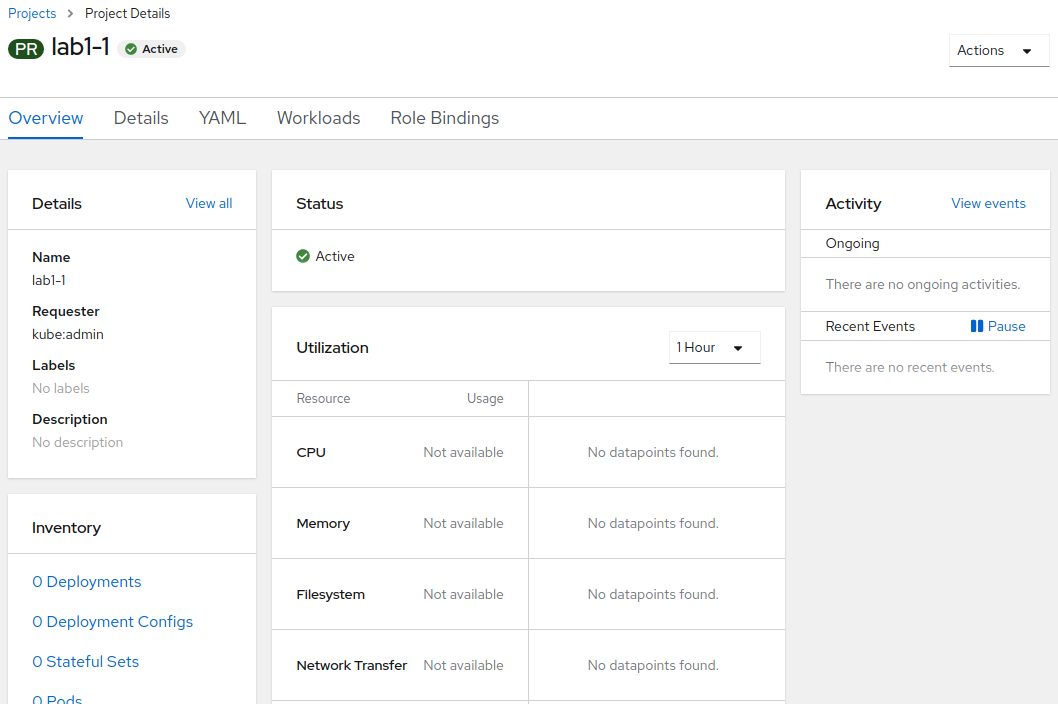 Projects > Project Details
PR lab1-1 Active
Actions
Overview Details YAML Workloads Role Bindings
Details View all
Name
lab1-1
Requester
kube:admin
Labels
No labels
Description
No description
Inventory
0 Deployments
0 Deployment Configs
0 Stateful Sets
0 Pods
Status
Active
Utilization 1 Hour
Resource Usage
CPU Not available No datapoints found.
Memory Not available No datapoints found.
Filesystem Not available No datapoints found.
Network Transfer Not available No datapoints found.
Activity View events
Ongoing
There are no ongoing activities.
Recent Events Pause
There are no recent events.